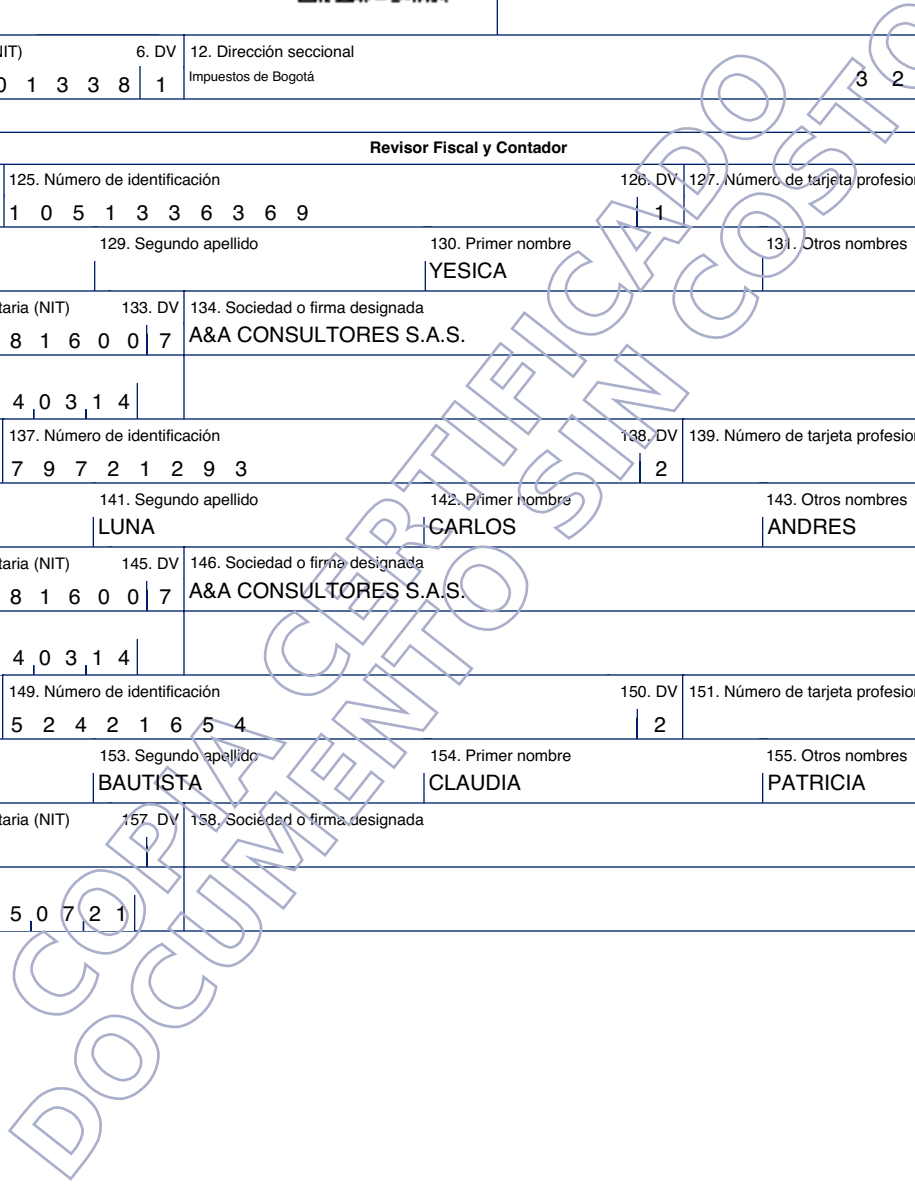 NIT) 6. DV 12. Dirección seccional
0 1 3 3 8 1 Impuestos de Bogotá 3 2
Revisor Fiscal y Contador
125. Número de identificación 126. DV 127. Número de tarjeta profesion
1 0 5 1 3 3 6 3 6 9 1
129. Segundo apellido 130. Primer nombre 131. Otros nombres
YESICA
taria (NIT) 133. DV 134. Sociedad o firma designada
8 1 6 0 0 7 A&A CONSULTORES S.A.S.
4 0 3 1 4
137. Número de identificación 138. DV 139. Número de tarjeta profesion
7 9 7 2 1 2 9 3 2
141. Segundo apellido 142. Primer nombre 143. Otros nombres
LUNA CARLOS ANDRES
taria (NIT) 145. DV 146. Sociedad o firma designada
8 1 6 0 0 7 A&A CONSULTORES S.A.S.
4 0 3 1 4
149. Número de identificación 150. DV 151. Número de tarjeta profesion
5 2 4 2 1 6 5 4 2
153. Segundo apellido 154. Primer nombre 155. Otros nombres
BAUTISTA CLAUDIA PATRICIA
taria (NIT) 157. DV 158. Sociedad o firma designada
5 0 7 2 1
COPIA CERTIFICADO
DOCUMENTO SIN COSTO